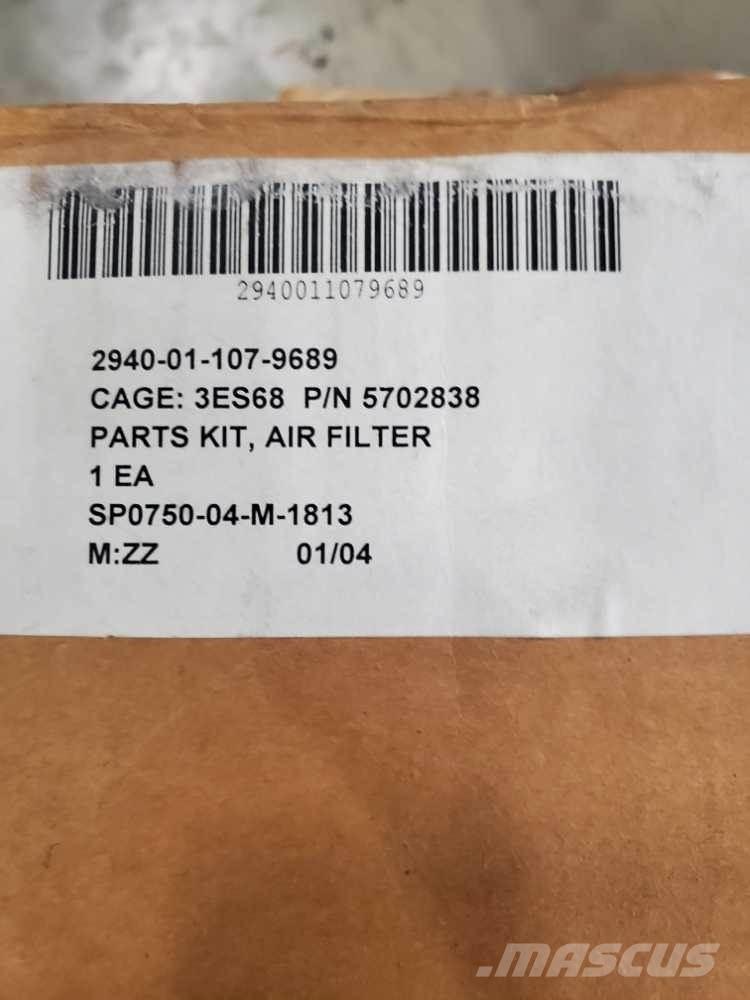 2940011079689
2940-01-107-9689
CAGE: 3ES68 P/N 5702838
PARTS KIT, AIR FILTER
1 EA
SP0750-04-M-1813
M:ZZ 01/04
MASCUS